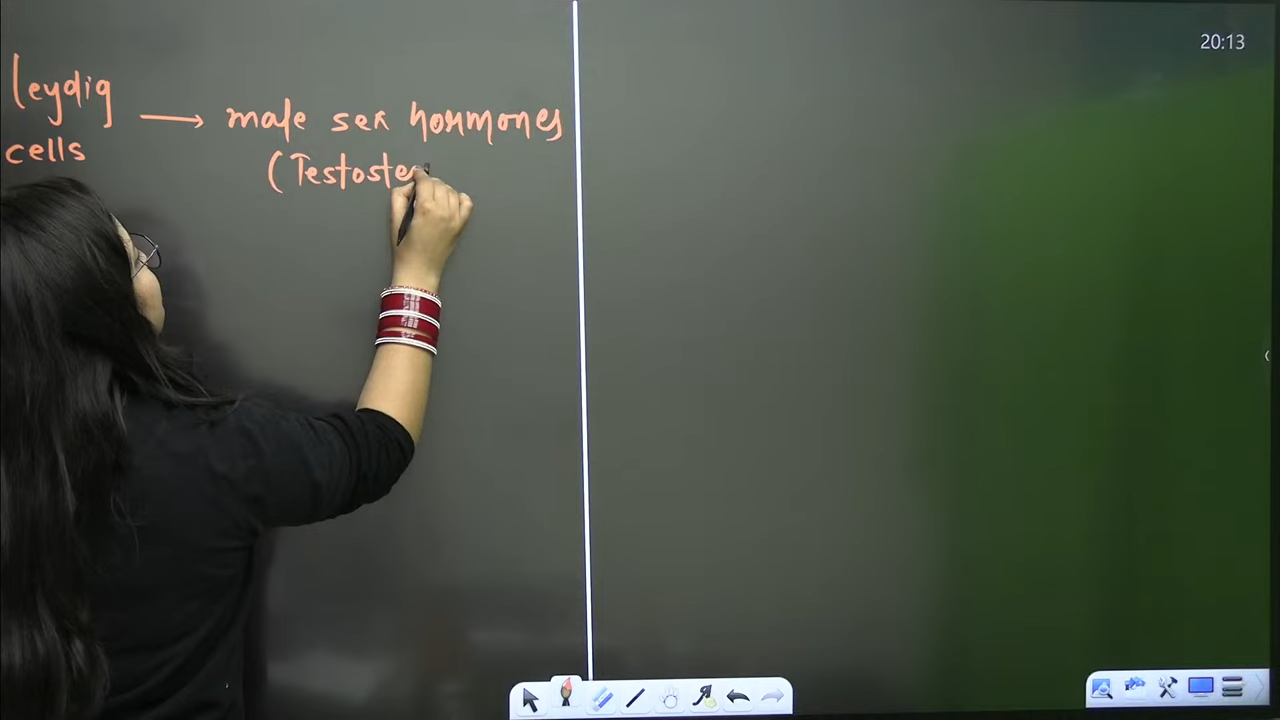 Leydig
cells
⟶ male sex hormones
(Testoste
20:13